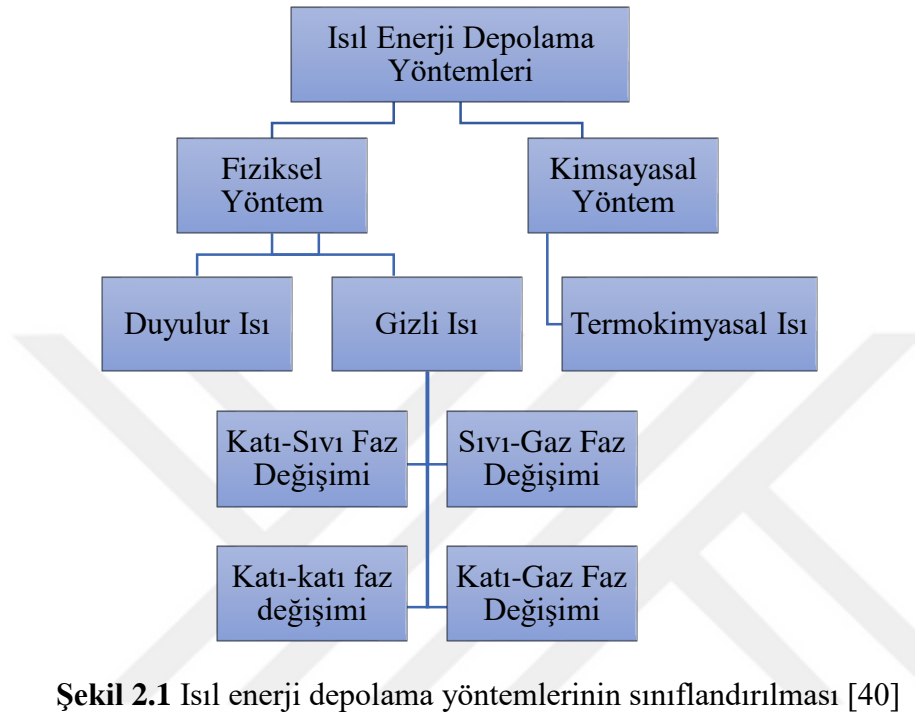 Isıl Enerji Depolama
Yöntemleri
Fiziksel
Yöntem
Kimsayasal
Yöntem
Duyulur Isı
Gizli Isı
Termokimyasal Isı
Katı-Sıvı Faz
Değişimi
Sıvı-Gaz Faz
Değişimi
Katı-katı faz
değişimi
Katı-Gaz Faz
Değişimi
Şekil 2.1 Isıl enerji depolama yöntemlerinin sınıflandırılması [40]